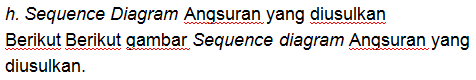 h. Sequence Diagram Angsuran yang diusulkan
Berikut Berikut gambar Sequence diagram Angsuran yang
diusulkan.